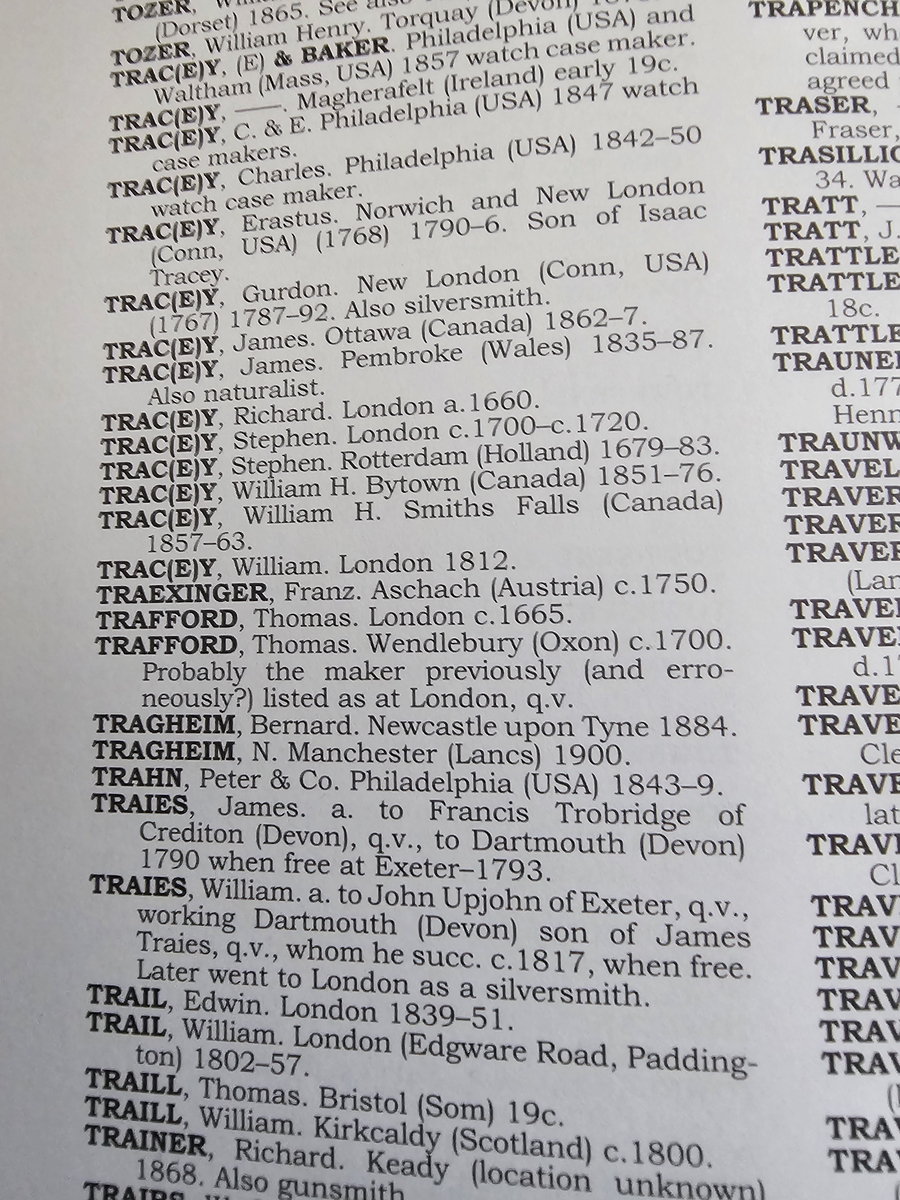 TOZER,
(Dorset) 1865. See also
TOZER, William Henry. Torquay (Devon)
TRAC(E)Y, (E) & BAKER. Philadelphia (USA) and
Waltham (Mass, USA) 1857 watch case maker.
TRAC(E)Y, ——. Magherafelt (Ireland) early 19c.
TRAC(E)Y, C. & E. Philadelphia (USA) 1847 watch
case makers.
TRAC(E)Y, Charles. Philadelphia (USA) 1842–50
watch case maker.
TRAC(E)Y, Erastus. Norwich and New London
(Conn, USA) (1768) 1790–6. Son of Isaac
Tracey.
TRAC(E)Y, Gurdon. New London (Conn, USA)
(1767) 1787–92. Also silversmith.
TRAC(E)Y, James. Ottawa (Canada) 1862–7.
TRAC(E)Y, James. Pembroke (Wales) 1835–87.
Also naturalist.
TRAC(E)Y, Richard. London a.1660.
TRAC(E)Y, Stephen. London c.1700–c.1720.
TRAC(E)Y, Stephen. Rotterdam (Holland) 1679–83.
TRAC(E)Y, William H. Bytown (Canada) 1851–76.
TRAC(E)Y, William H. Smiths Falls (Canada)
1857–63.
TRAC(E)Y, William. London 1812.
TRAEXINGER, Franz. Aschach (Austria) c.1750.
TRAFFORD, Thomas. London c.1665.
TRAFFORD, Thomas. Wendlebury (Oxon) c.1700.
Probably the maker previously (and erro-
neously?) listed as at London, q.v.
TRAGHEIM, Bernard. Newcastle upon Tyne 1884.
TRAGHEIM, N. Manchester (Lancs) 1900.
TRAHN, Peter & Co. Philadelphia (USA) 1843–9.
TRAIES, James. a. to Francis Trobridge of
Crediton (Devon), q.v., to Dartmouth (Devon)
1790 when free at Exeter–1793.
TRAIES, William. a. to John Upjohn of Exeter, q.v.,
working Dartmouth (Devon) son of James
Traies, q.v., whom he succ. c.1817, when free.
Later went to London as a silversmith.
TRAIL, Edwin. London 1839–51.
TRAIL, William. London (Edgware Road, Padding-
ton) 1802–57.
TRAILL, Thomas. Bristol (Som) 19c.
TRAILL, William. Kirkcaldy (Scotland) c.1800.
TRAINER, Richard. Keady (location unknown)
1868. Also gunsmith.
TRAPENCH
ver, wh
claimed
agreed
TRASER,
Fraser,
TRASILLIC
34. Wa
TRATT, —
TRATT, J.
TRATTLE
TRATTLE
18c.
TRATTLE
TRAUNE
d.177
Henn
TRAUNW
TRAVEL
TRAVER
TRAVER
TRAVER
(Lan
TRAVE
TRAVE
d.17
TRAVE
TRAVE
Cle
TRAVE
lat
TRAV
Cl
TRAV
TRAV
TRAV
TRAV
TRAV
TRAV
TRAV
TRA